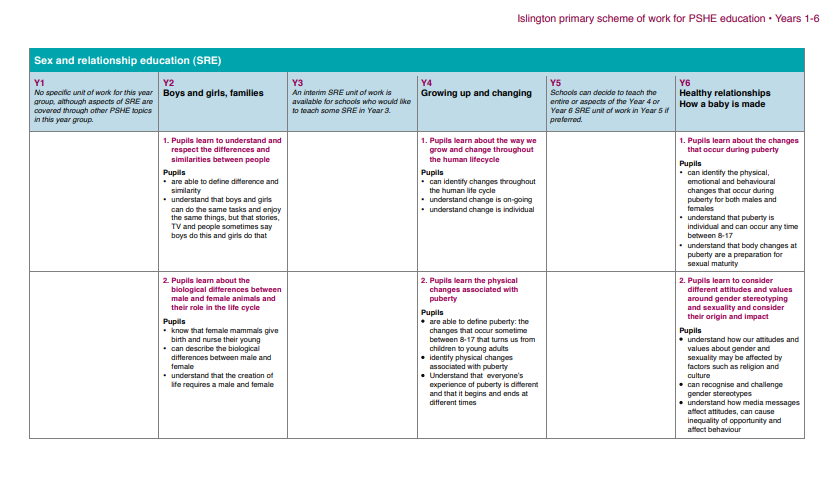 Islington primary scheme of work for PSHE education • Years 1-6
Sex and relationship education (SRE)
Y1
No specific unit of work for this year
group, although aspects of SRE are
covered through other PSHE topics
in this year group.
Y2
Boys and girls, families
Y3
An interim SRE unit of work is
available for schools who would like
to teach some SRE in Year 3.
Y4
Growing up and changing
Y5
Schools can decide to teach the
entire or aspects of the Year 4 or
Year 6 SRE unit of work in Year 5 if
preferred.
Y6
Healthy relationships
How a baby is made
1. Pupils learn to understand and
respect the differences and
similarities between people
Pupils
• are able to define difference and
similarity
• understand that boys and girls
can do the same tasks and enjoy
the same things, but that stories,
TV and people sometimes say
boys do this and girls do that
1. Pupils learn about the way we
grow and change throughout
the human lifecycle
Pupils
• can identify changes throughout
the human life cycle
• understand change is on-going
• understand change is individual
1. Pupils learn about the changes
that occur during puberty
Pupils
• can identify the physical,
emotional and behavioural
changes that occur during
puberty for both males and
females
• understand that puberty is
individual and can occur any time
between 8-17
• understand that body changes at
puberty are a preparation for
sexual maturity
2. Pupils learn about the
biological differences between
male and female animals and
their role in the life cycle
Pupils
• know that female mammals give
birth and nurse their young
• can describe the biological
differences between male and
female
• understand that the creation of
life requires a male and female
2. Pupils learn the physical
changes associated with
puberty
Pupils
• are able to define puberty: the
changes that occur sometime
between 8-17 that turns us from
children to young adults
• identify physical changes
associated with puberty
• Understand that everyone's
experience of puberty is different
and that it begins and ends at
different times
2. Pupils learn to consider
different attitudes and values
around gender stereotyping
and sexuality and consider
their origin and impact
Pupils
• understand how our attitudes and
values about gender and
sexuality may be affected by
factors such as religion and
culture
• can recognise and challenge
gender stereotypes
• understand how media messages
affect attitudes, can cause
inequality of opportunity and
affect behaviour